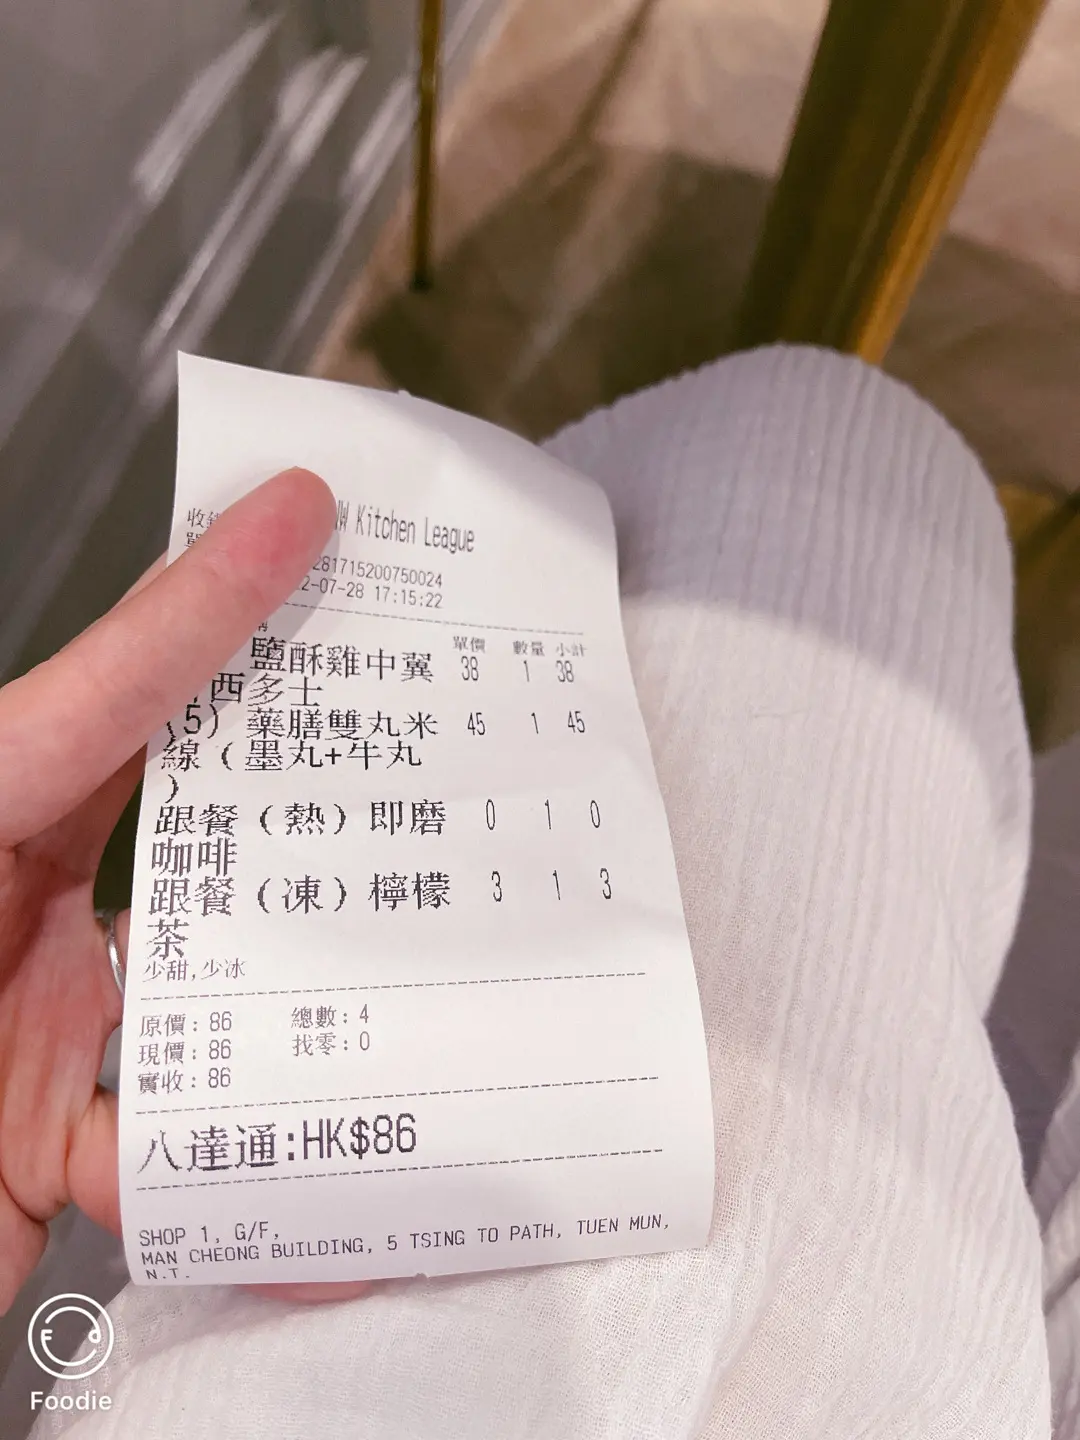 Kitchen League
281715200750024
2-07-28 17:15:22
單價 數量 小計
鹽酥雞中翼 38 1 38
西多士
(5) 藥膳雙丸米 45 1 45
線(墨丸+牛丸
)
跟餐(熱)即磨 0 1 0
咖啡
跟餐(凍)檸檬 3 1 3
茶
少甜,少冰
原價: 86 總數: 4
現價: 86 找零: 0
實收: 86
八達通:HK$86
SHOP 1, G/F,
MAN CHEONG BUILDING, 5 TSING TO PATH, TUEN MUN,
N.T.
Foodie